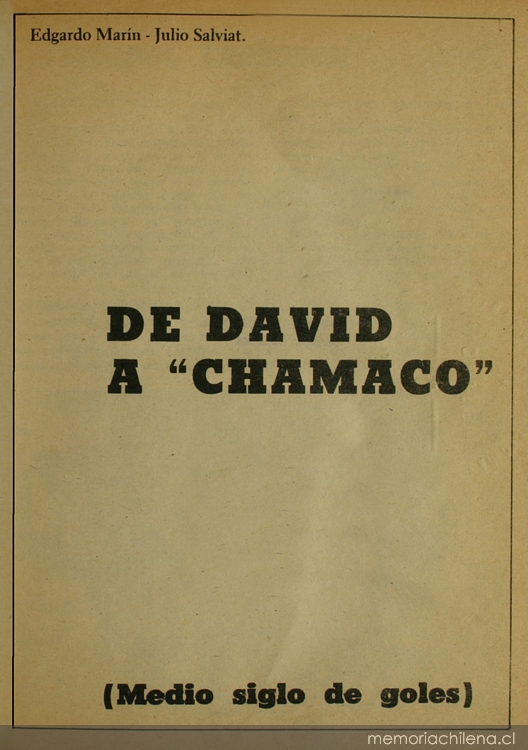 Edgardo Marín - Julio Salviat.
DE DAVID
A “CHAMACO”
(Medio siglo de goles)
memoriachilena.cl